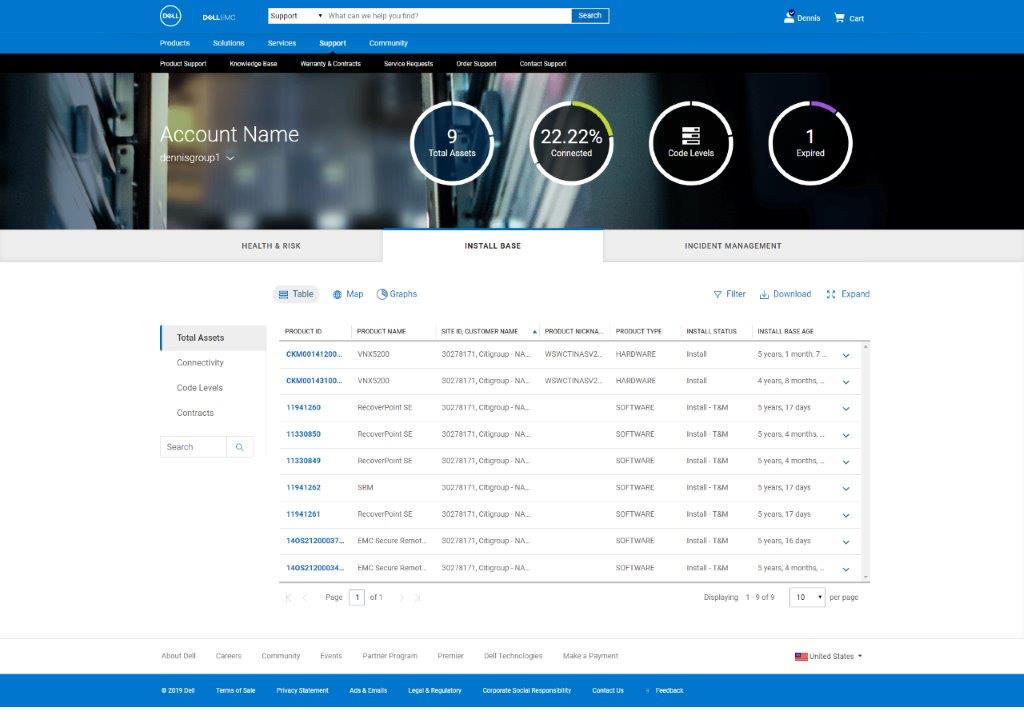 DELL DELLEMC Support What can we help you find? Search Dennis Cart
Products Solutions Services Support Community
Product Support Knowledge Base Warranty & Contracts Service Requests Order Support Contact Support
Account Name
dennisgroup1
9
Total Assets
22.22%
Connected
Code Levels
1
Expired
HEALTH & RISK INSTALL BASE INCIDENT MANAGEMENT
Table Map Graphs Filter Download Expand
Total Assets
Connectivity
Code Levels
Contracts
Search
PRODUCT ID PRODUCT NAME SITE ID, CUSTOMER NAME PRODUCT NICKNA... PRODUCT TYPE INSTALL STATUS INSTALL BASE AGE
CKM00141200... VNX5200 30278171, Citigroup - NA... WSWCTINASV2... HARDWARE Install 5 years, 1 month, 7 ...
CKM00143100... VNX5200 30278171, Citigroup - NA... WSWCTINASV2... HARDWARE Install 4 years, 8 months, ...
11941260 RecoverPoint SE 30278171, Citigroup - NA... SOFTWARE Install - T&M 5 years, 17 days
11330850 RecoverPoint SE 30278171, Citigroup - NA... SOFTWARE Install - T&M 5 years, 4 months, ...
11330849 RecoverPoint SE 30278171, Citigroup - NA... SOFTWARE Install - T&M 5 years, 4 months, ...
11941262 SRM 30278171, Citigroup - NA... SOFTWARE Install - T&M 5 years, 17 days
11941261 RecoverPoint SE 30278171, Citigroup - NA... SOFTWARE Install - T&M 5 years, 17 days
14OS21200037... EMC Secure Remot... 30278171, Citigroup - NA... SOFTWARE Install - T&M 5 years, 16 days
14OS21200034... EMC Secure Remot... 30278171, Citigroup - NA... SOFTWARE Install - T&M 5 years, 4 months, ...
Page 1 of 1 Displaying 1 - 9 of 9 10 per page
About Dell Careers Community Events Partner Program Premier Dell Technologies Make a Payment United States
© 2019 Dell Terms of Sale Privacy Statement Ads & Emails Legal & Regulatory Corporate Social Responsibility Contact Us Feedback